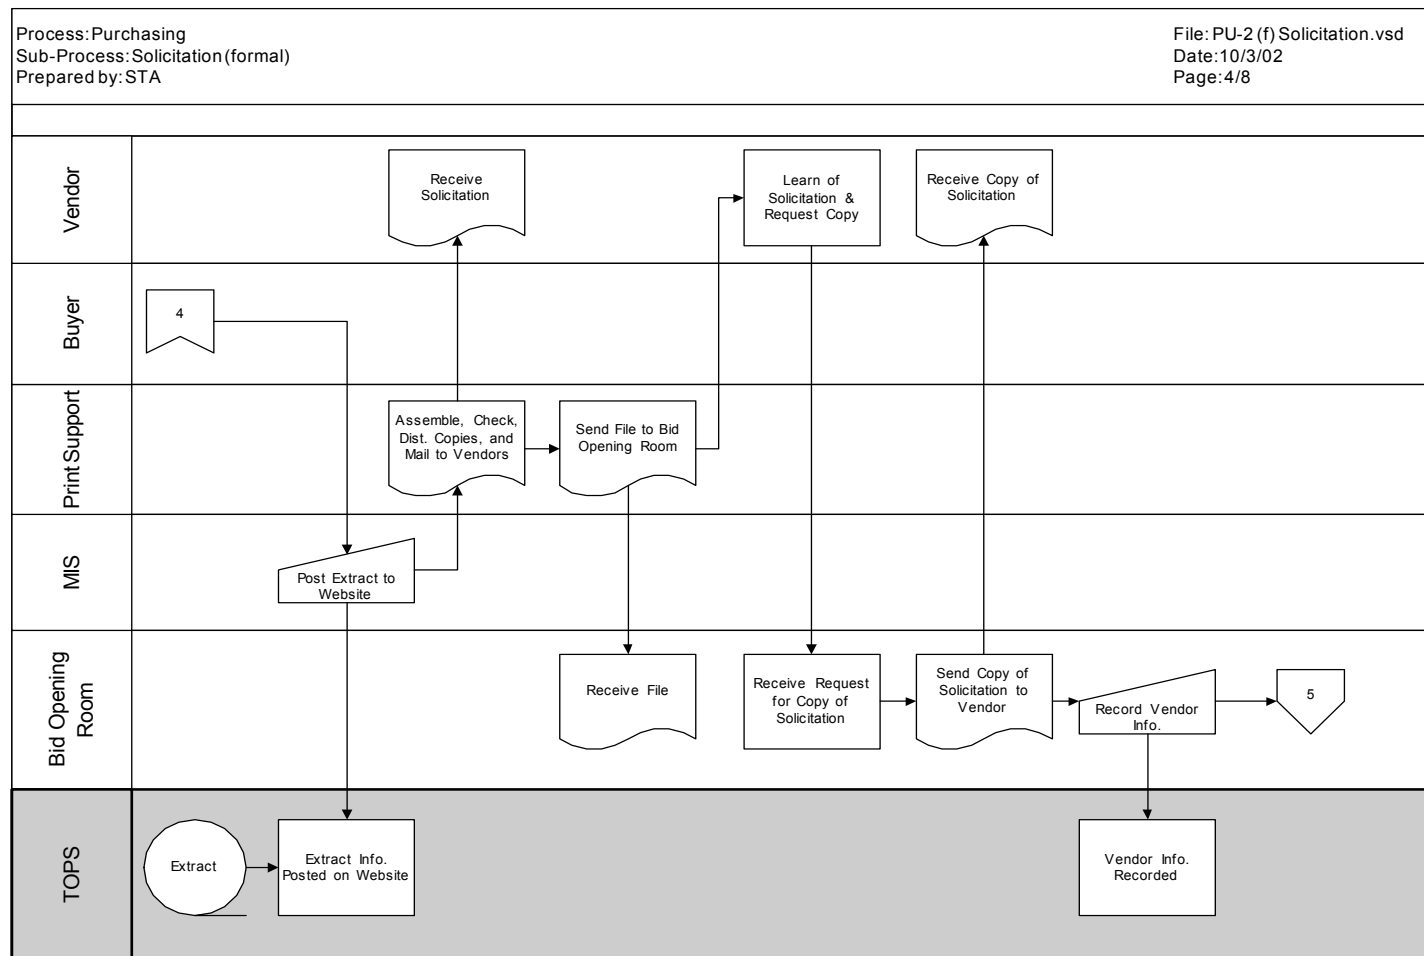 Process: Purchasing
Sub-Process: Solicitation (formal)
Prepared by: STA
File: PU-2 (f) Solicitation.vsd
Date: 10/3/02
Page: 4/8
Vendor
Receive
Solicitation
Learn of
Solicitation &
Request Copy
Receive Copy of
Solicitation
Buyer
4
Print Support
Assemble, Check,
Dist. Copies, and
Mail to Vendors
Send File to Bid
Opening Room
MIS
Post Extract to
Website
Bid Opening
Room
Receive File
Receive Request
for Copy of
Solicitation
Send Copy of
Solicitation to
Vendor
Record Vendor
Info.
5
TOPS
Extract
Extract Info.
Posted on Website
Vendor Info.
Recorded